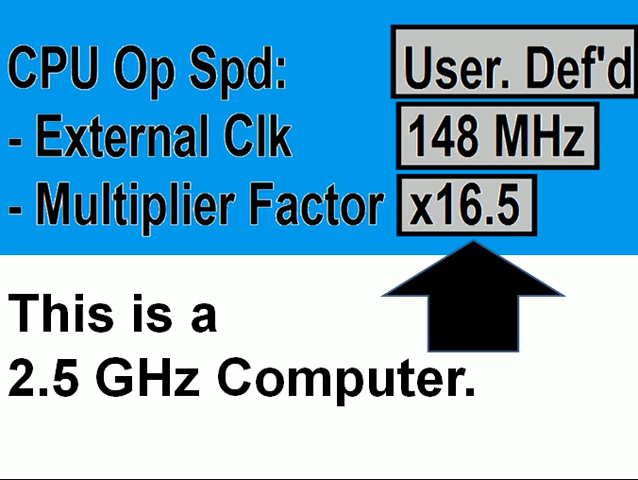 CPU Op Spd: User. Def'd
- External Clk 148 MHz
- Multiplier Factor x16.5
This is a
2.5 GHz Computer.